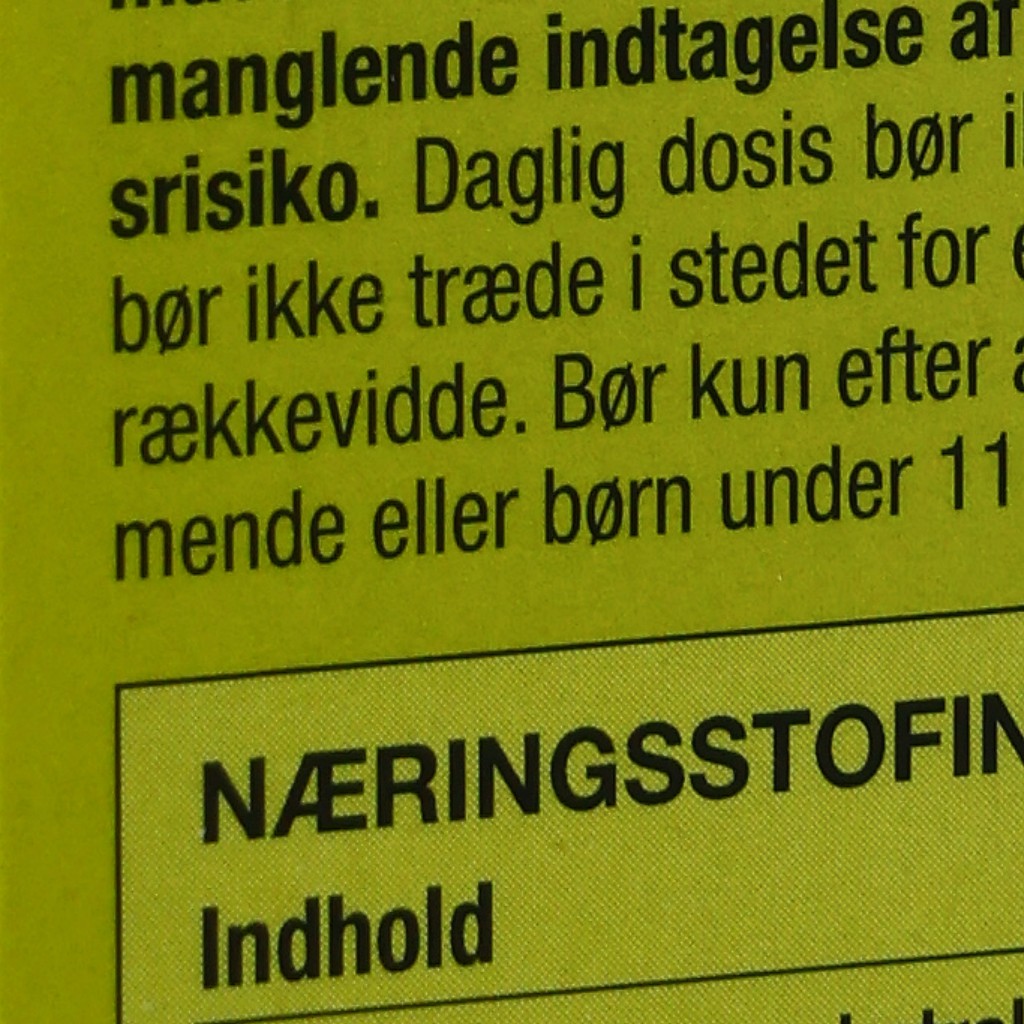 manglende indtagelse af
srisiko. Daglig dosis bør
bør ikke træde i stedet for
rækkevidde. Bør kun efter
mende eller børn under 11
NÆRINGSSTOFIN
Indhold